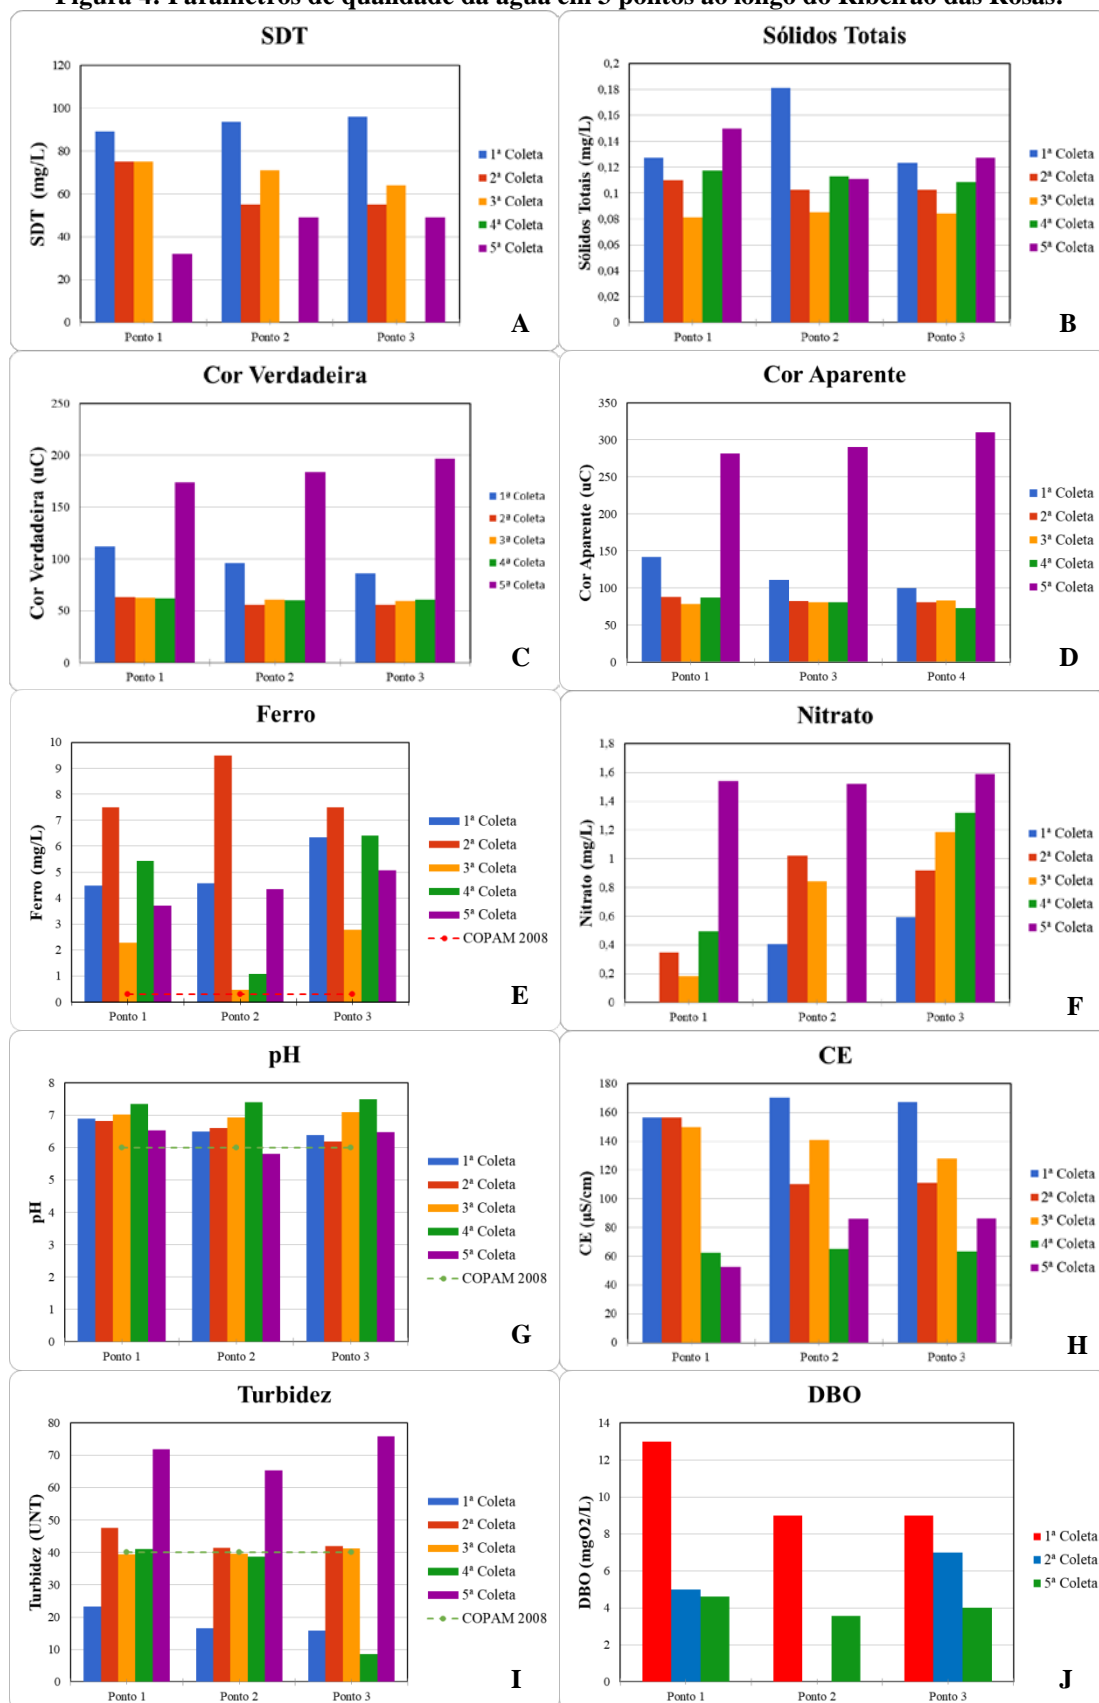 Figura 4: Parâmetros de qualidade da água em 3 pontos ao longo do Ribeirão das Rosas.
SDT
SDT (mg/L)
120
100
80
60
40
20
0
Ponto 1 Ponto 2 Ponto 3
1ª Coleta
2ª Coleta
3ª Coleta
4ª Coleta
5ª Coleta
A
Sólidos Totais
Sólidos Totais (mg/L)
0,2
0,18
0,16
0,14
0,12
0,1
0,08
0,06
0,04
0,02
0
Ponto 1 Ponto 2 Ponto 3
1ª Coleta
2ª Coleta
3ª Coleta
4ª Coleta
5ª Coleta
B
Cor Verdadeira
Cor Verdadeira (uC)
250
200
150
100
50
0
Ponto 1 Ponto 2 Ponto 3
1ª Coleta
2ª Coleta
3ª Coleta
4ª Coleta
5ª Coleta
C
Cor Aparente
Cor Aparente (uC)
350
300
250
200
150
100
50
0
Ponto 1 Ponto 3 Ponto 4
1ª Coleta
2ª Coleta
3ª Coleta
4ª Coleta
5ª Coleta
D
Ferro
Ferro (mg/L)
10
9
8
7
6
5
4
3
2
1
0
Ponto 1 Ponto 2 Ponto 3
1ª Coleta
2ª Coleta
3ª Coleta
4ª Coleta
5ª Coleta
COPAM 2008
E
Nitrato
Nitrato (mg/L)
1,8
1,6
1,4
1,2
1
0,8
0,6
0,4
0,2
0
Ponto 1 Ponto 2 Ponto 3
1ª Coleta
2ª Coleta
3ª Coleta
4ª Coleta
5ª Coleta
F
pH
pH
8
7
6
5
4
3
2
1
0
Ponto 1 Ponto 2 Ponto 3
1ª Coleta
2ª Coleta
3ª Coleta
4ª Coleta
5ª Coleta
COPAM 2008
G
CE
CE (µS/cm)
180
160
140
120
100
80
60
40
20
0
Ponto 1 Ponto 2 Ponto 3
1ª Coleta
2ª Coleta
3ª Coleta
4ª Coleta
5ª Coleta
H
Turbidez
Turbidez (UNT)
80
70
60
50
40
30
20
10
0
Ponto 1 Ponto 2 Ponto 3
1ª Coleta
2ª Coleta
3ª Coleta
4ª Coleta
5ª Coleta
COPAM 2008
I
DBO
DBO (mgO2/L)
14
12
10
8
6
4
2
0
Ponto 1 Ponto 2 Ponto 3
1ª Coleta
2ª Coleta
5ª Coleta
J